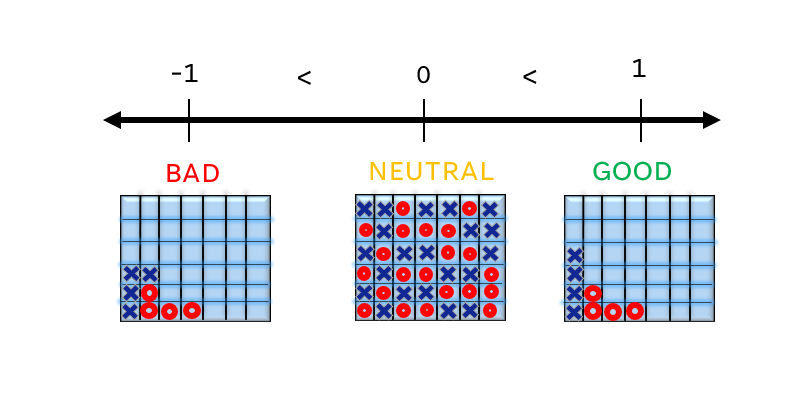 -1 < 0 < 1
BAD NEUTRAL GOOD